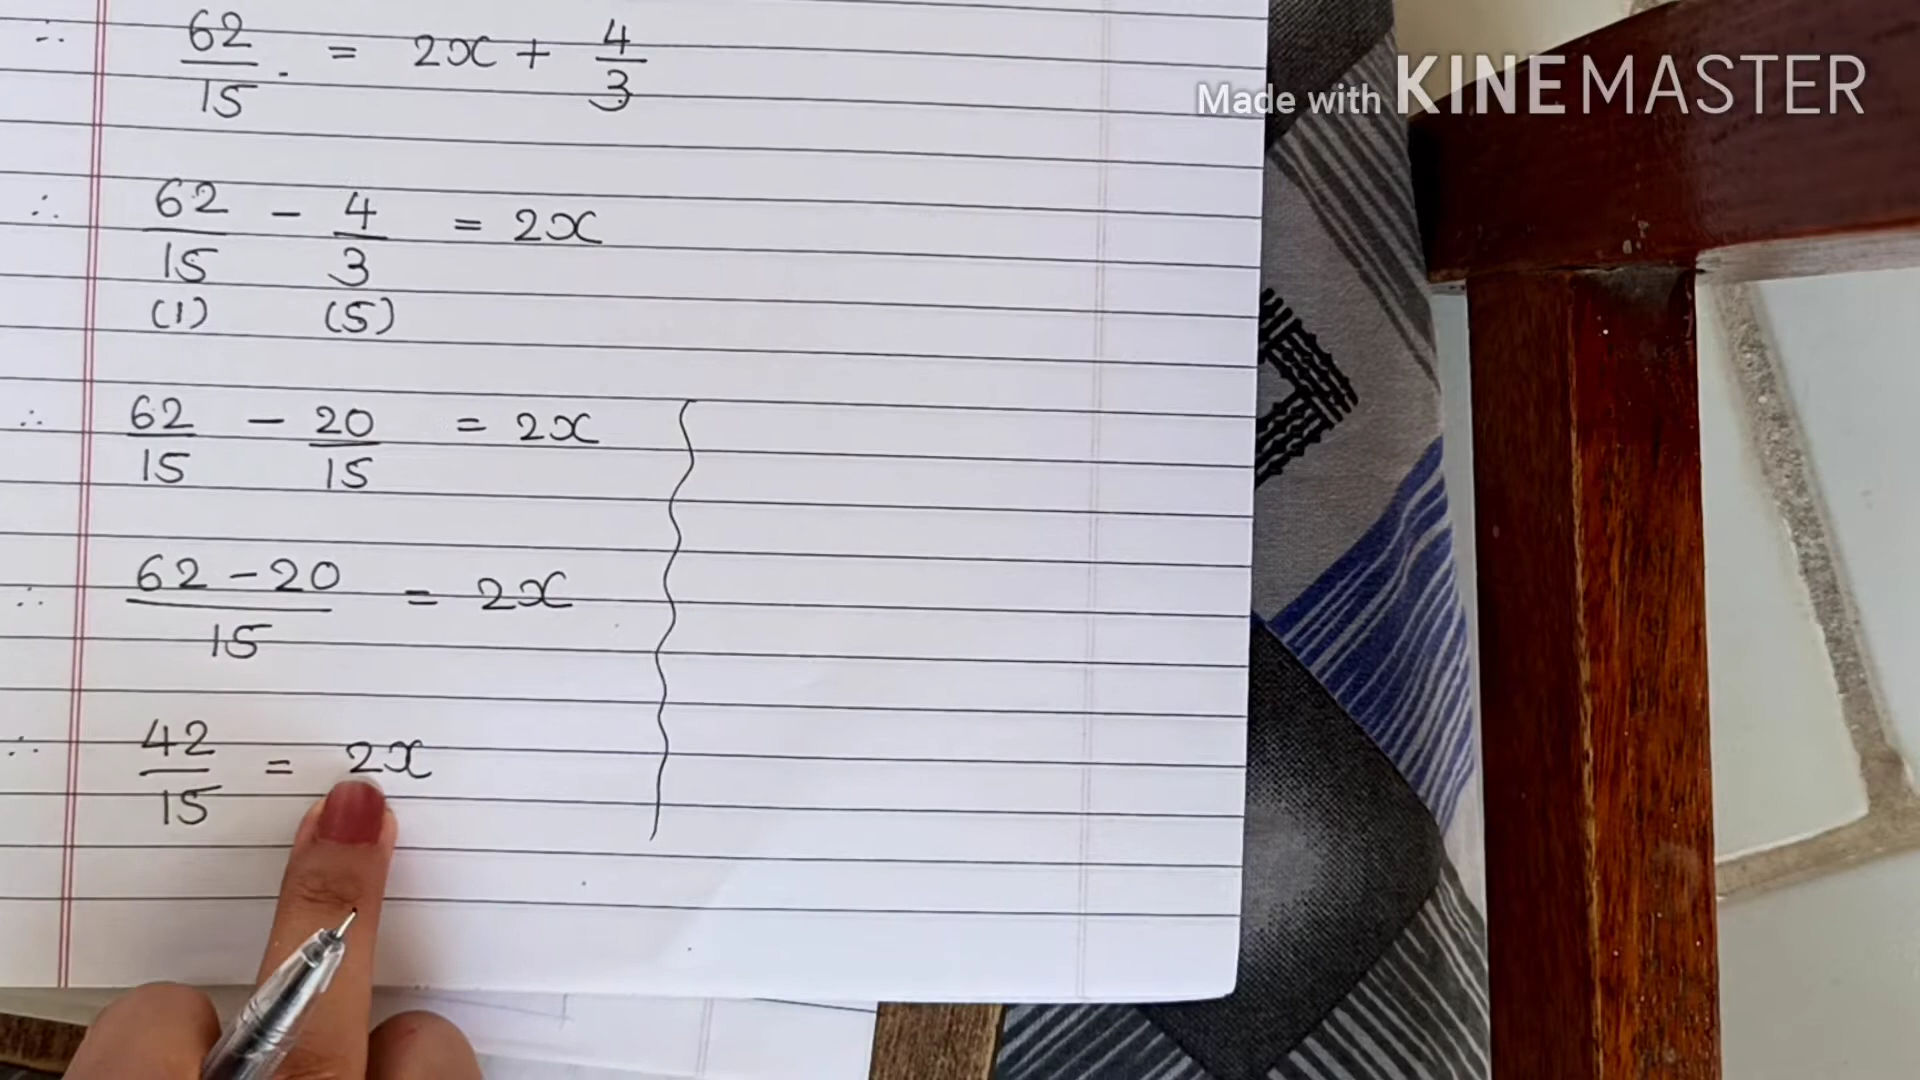 ∴ 62/15 = 2x + 4/3
Made with KINEMASTER
∴ 62/15 - 4/3 = 2x
(1) (5)
∴ 62/15 - 20/15 = 2x
∴ 62-20/15 = 2x
∴ 42/15 = 2x